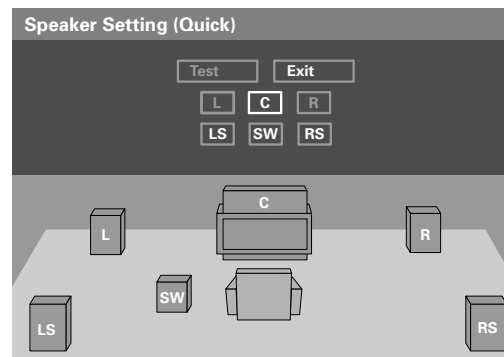 Speaker Setting (Quick)
Test Exit
L C R
LS SW RS
C
L R
SW
LS RS